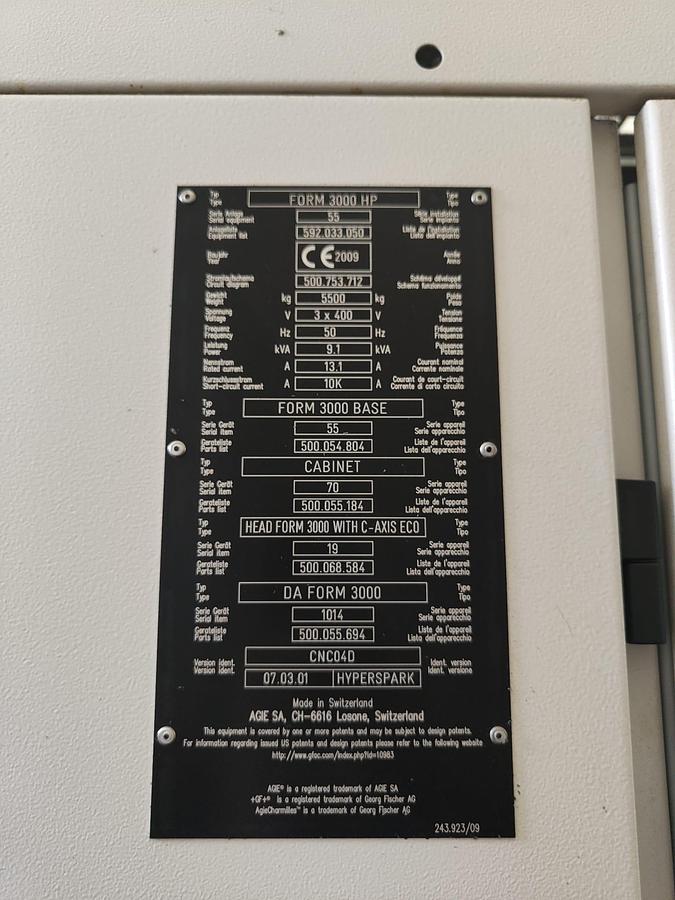 Typ Type FORM 3000 HP Type Tipo
Serie Anlage Serial equipment 55 Série installation Serie impianto
Anlageliste Equipment list 592.033.050 Liste de l'installation Lista dell'impianto
Baujahr Year CE 2009 Année Anno
Stromlaufschema Circuit diagram 500.753.712 Schéma développé Schema funzionamento
Gewicht Weight kg 5500 kg Poids Peso
Spannung Voltage V 3 x 400 V Tension Tensione
Frequenz Frequency Hz 50 Hz Fréquence Frequenza
Leistung Power kVA 9.1 kVA Puissance Potenza
Nennstrom Rated current A 13.1 A Courant nominal Corrente nominale
Kurzschlussstrom Short-circuit current A 10K A Courant de court-circuit Corrente di corto circuito
Typ Type FORM 3000 BASE Type Tipo
Serie Gerät Serial item 55 Serie appareil Serie apparecchio
Geräteliste Parts list 500.054.804 Liste de l'appareil Lista dell'apparecchio
Typ Type CABINET Type Tipo
Serie Gerät Serial item 70 Serie appareil Serie apparecchio
Geräteliste Parts list 500.055.184 Liste de l'appareil Lista dell'apparecchio
Typ Type HEAD FORM 3000 WITH C-AXIS ECO Type Tipo
Serie Gerät Serial item 19 Serie appareil Serie apparecchio
Geräteliste Parts list 500.068.584 Liste de l'appareil Lista dell'apparecchio
Typ Type DA FORM 3000 Type Tipo
Serie Gerät Serial item 1014 Serie appareil Serie apparecchio
Geräteliste Parts list 500.055.694 Liste de l'appareil Lista dell'apparecchio
Version ident. Version ident. CNC04D Ident. version Ident. versione
07.03.01 HYPERSPARK
Made in Switzerland
AGIE SA, CH-6616 Losone, Switzerland
This equipment is covered by one or more patents and may be subject to design patents.
For information regarding issued US patents and design patents please refer to the following website
http://www.gfac.com/index.php?id=10983
AGIE® is a registered trademark of AGIE SA
+GF+® is a registered trademark of Georg Fischer AG
AgieCharmilles™ is a trademark of Georg Fischer AG
243.923/09